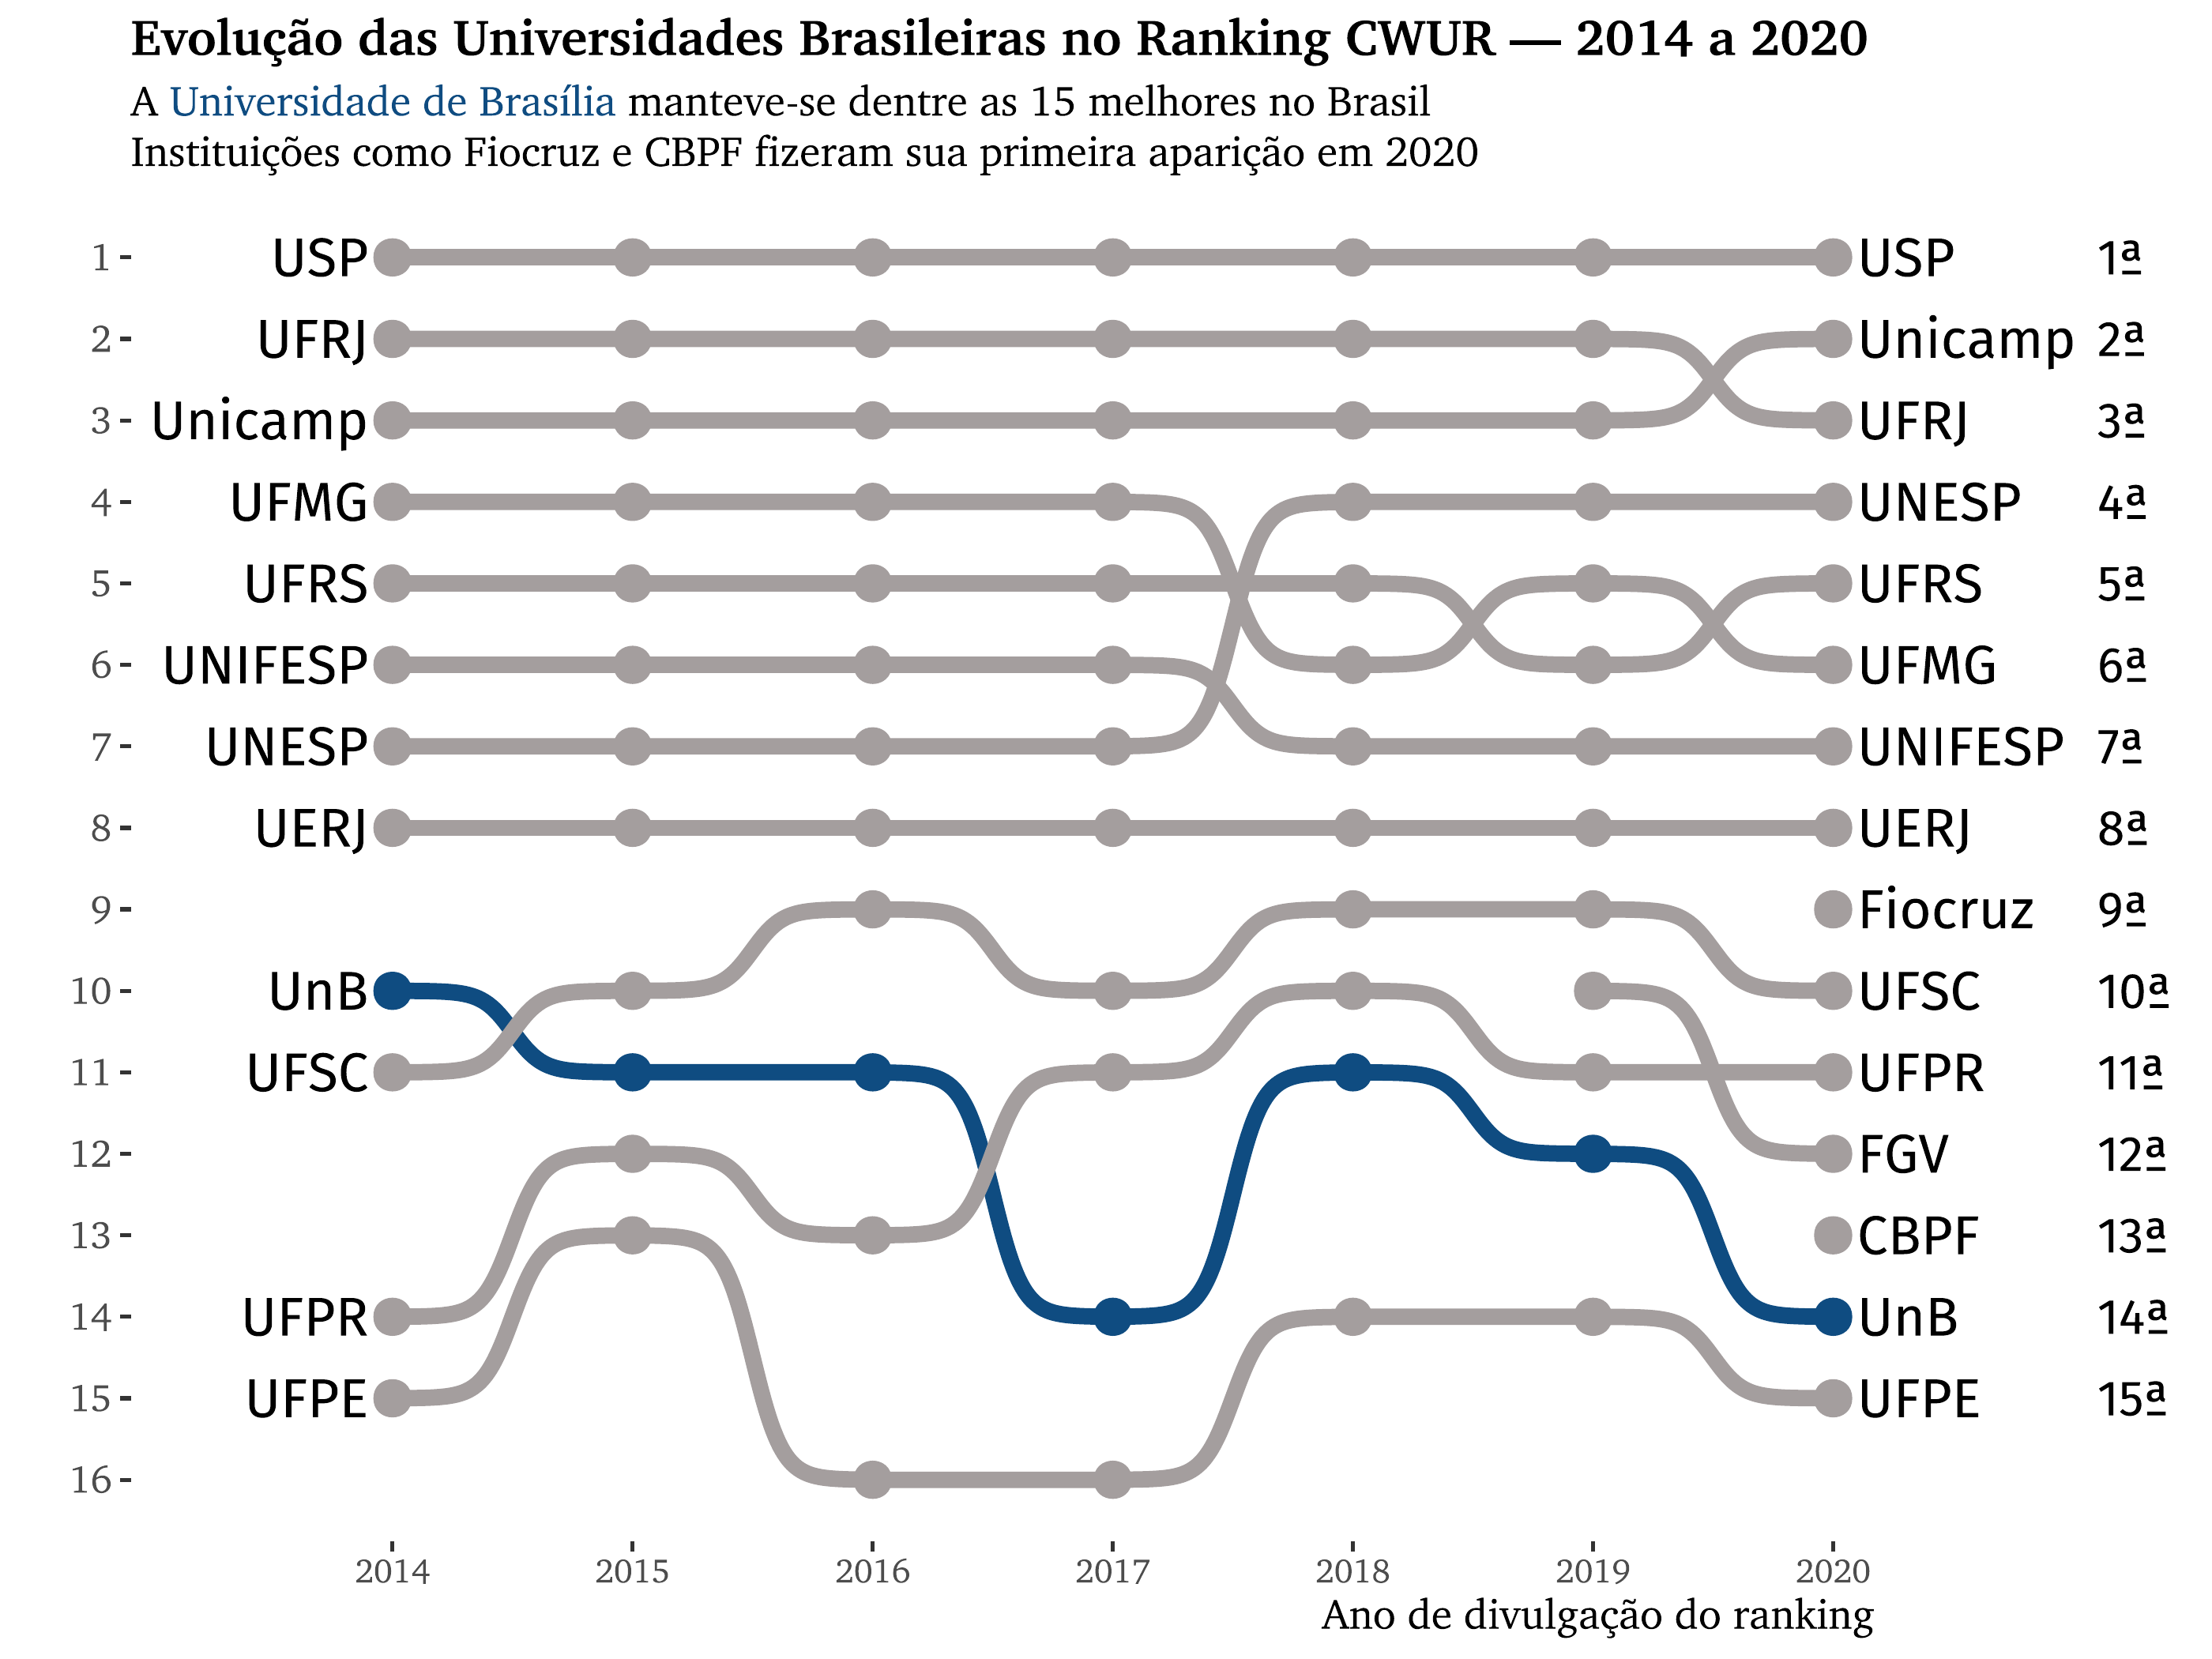 Evolução das Universidades Brasileiras no Ranking CWUR — 2014 a 2020
A Universidade de Brasília manteve-se dentre as 15 melhores no Brasil
Instituições como Fiocruz e CBPF fizeram sua primeira aparição em 2020
1 USP USP 1ª
2 UFRJ Unicamp 2ª
3 Unicamp UFRJ 3ª
4 UFMG UNESP 4ª
5 UFRS UFRS 5ª
6 UNIFESP UFMG 6ª
7 UNESP UNIFESP 7ª
8 UERJ UERJ 8ª
9 Fiocruz 9ª
10 UnB UFSC 10ª
11 UFSC UFPR 11ª
12 FGV 12ª
13 CBPF 13ª
14 UFPR UnB 14ª
15 UFPE UFPE 15ª
16
2014 2015 2016 2017 2018 2019 2020
Ano de divulgação do ranking